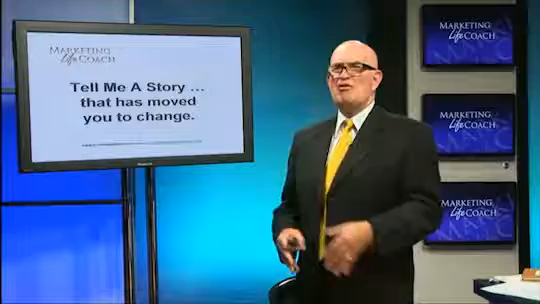 MARKETING
Life COACH
Tell Me A Story ...
that has moved
you to change.
MARKETING
Life COACH
MARKETING
Life COACH
MARKETING
Life COACH